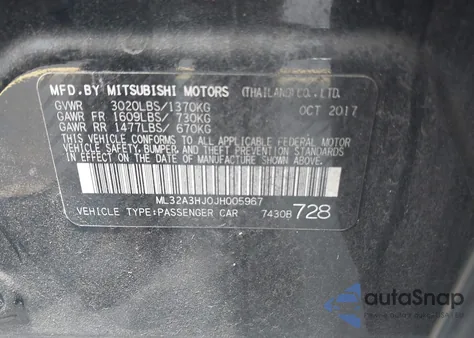 MFD.BY MITSUBISHI MOTORS (THAILAND) CO., LTD.
GVWR 3020LBS/1370KG OCT 2017
GAWR FR 1609LBS/ 730KG
GAWR RR 1477LBS/ 670KG
THIS VEHICLE CONFORMS TO ALL APPLICABLE FEDERAL MOTOR
VEHICLE SAFETY, BUMPER, AND THEFT PREVENTION STANDARDS
IN EFFECT ON THE DATE OF MANUFACTURE SHOWN ABOVE.
ML32A3HJ0JH005967
VEHICLE TYPE:PASSENGER CAR 74308 728
autoSnap